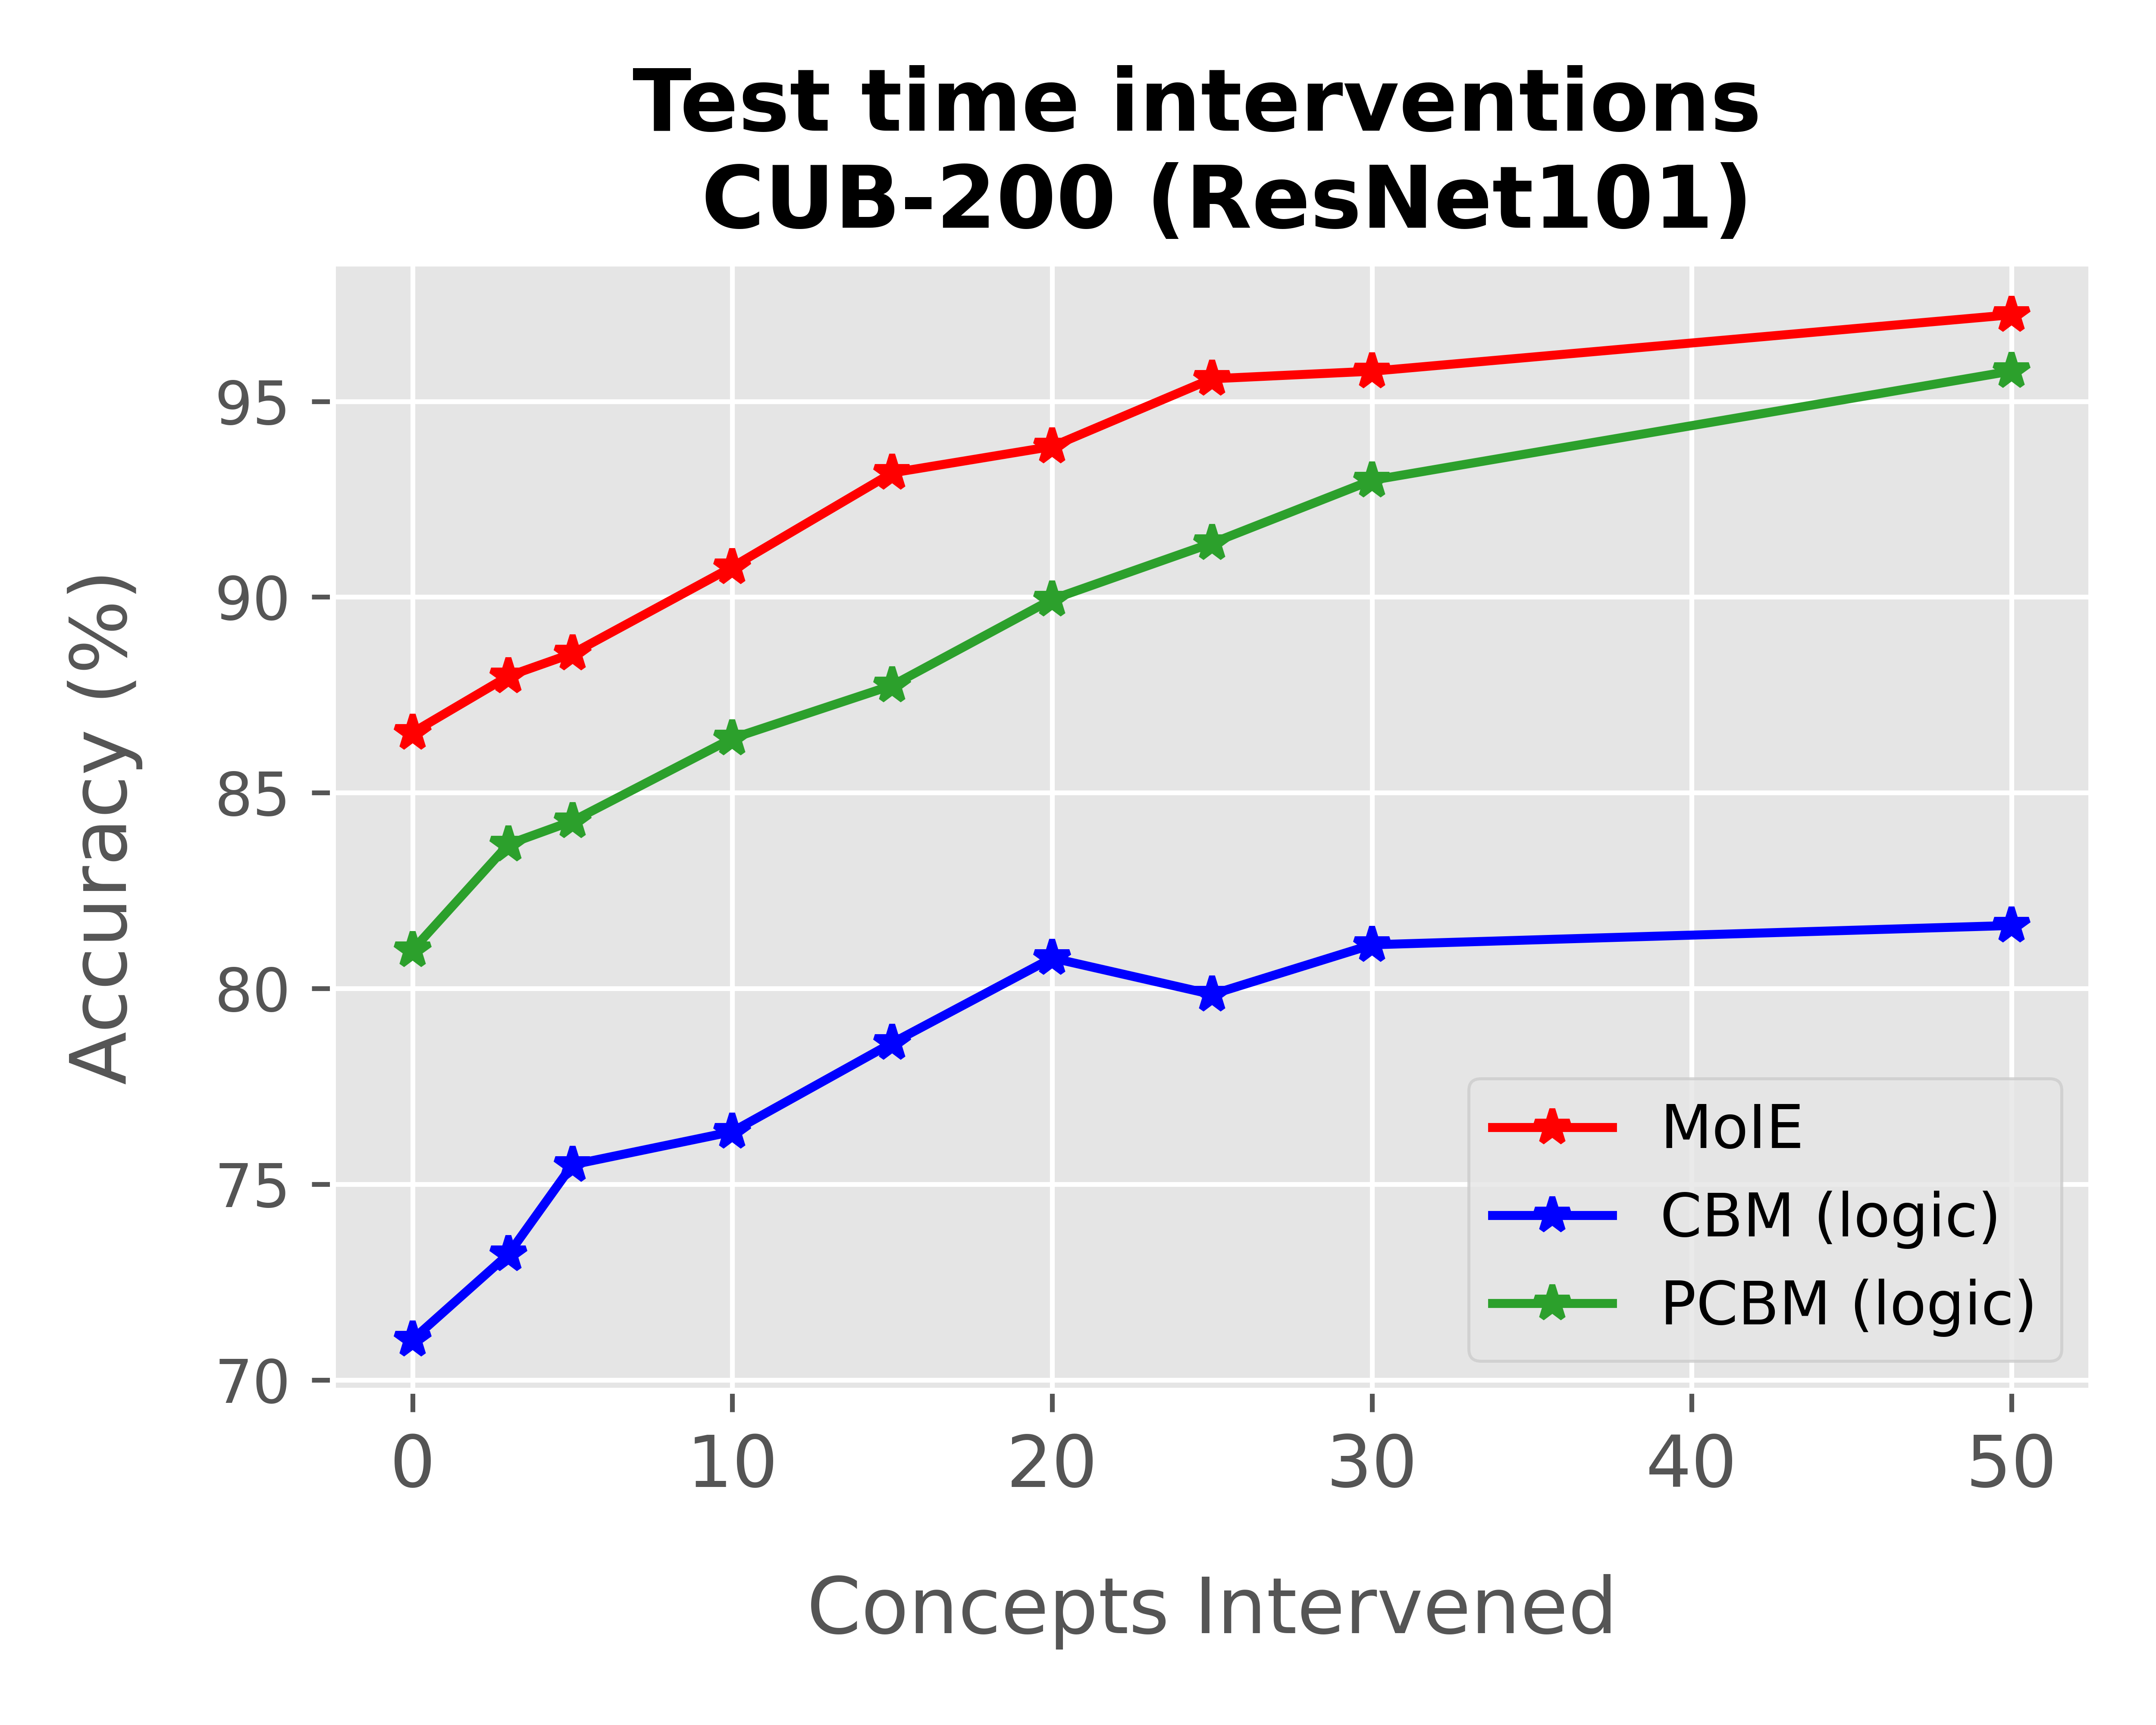 Test time interventions
CUB-200 (ResNet101)
Accuracy (%)
95
90
85
80
75
70
MoIE
CBM (logic)
PCBM (logic)
0 10 20 30 40 50
Concepts Intervened